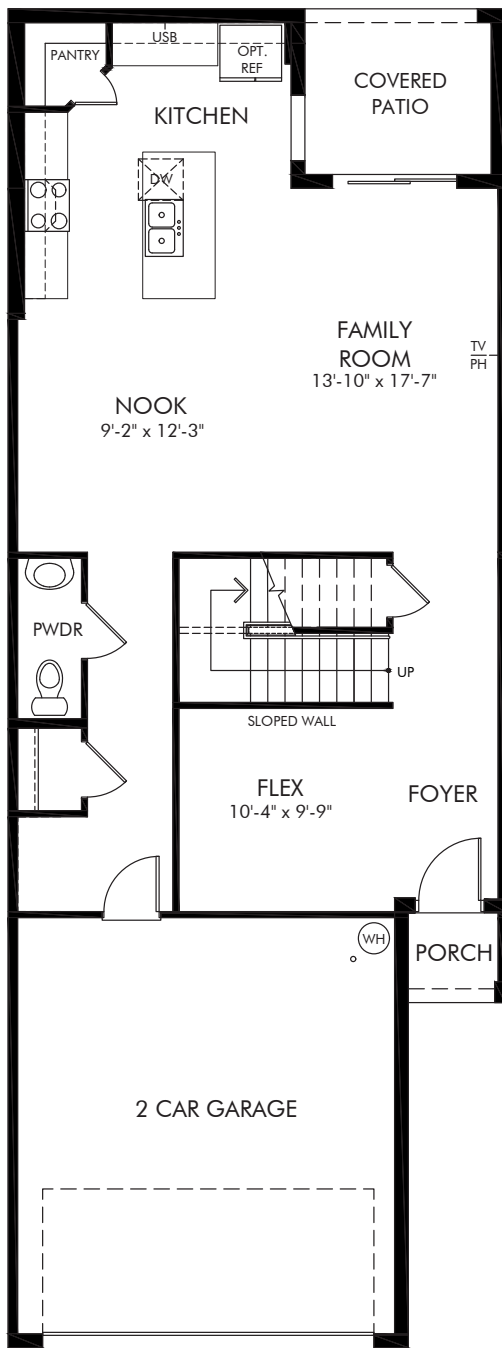 USB
PANTRY
OPT.
REF
KITCHEN
COVERED
PATIO
DW
FAMILY
ROOM
13'-10" x 17'-7"
TV
PH
NOOK
9'-2" x 12'-3"
PWDR
UP
SLOPED WALL
FLEX
10'-4" x 9'-9"
FOYER
WH
PORCH
2 CAR GARAGE